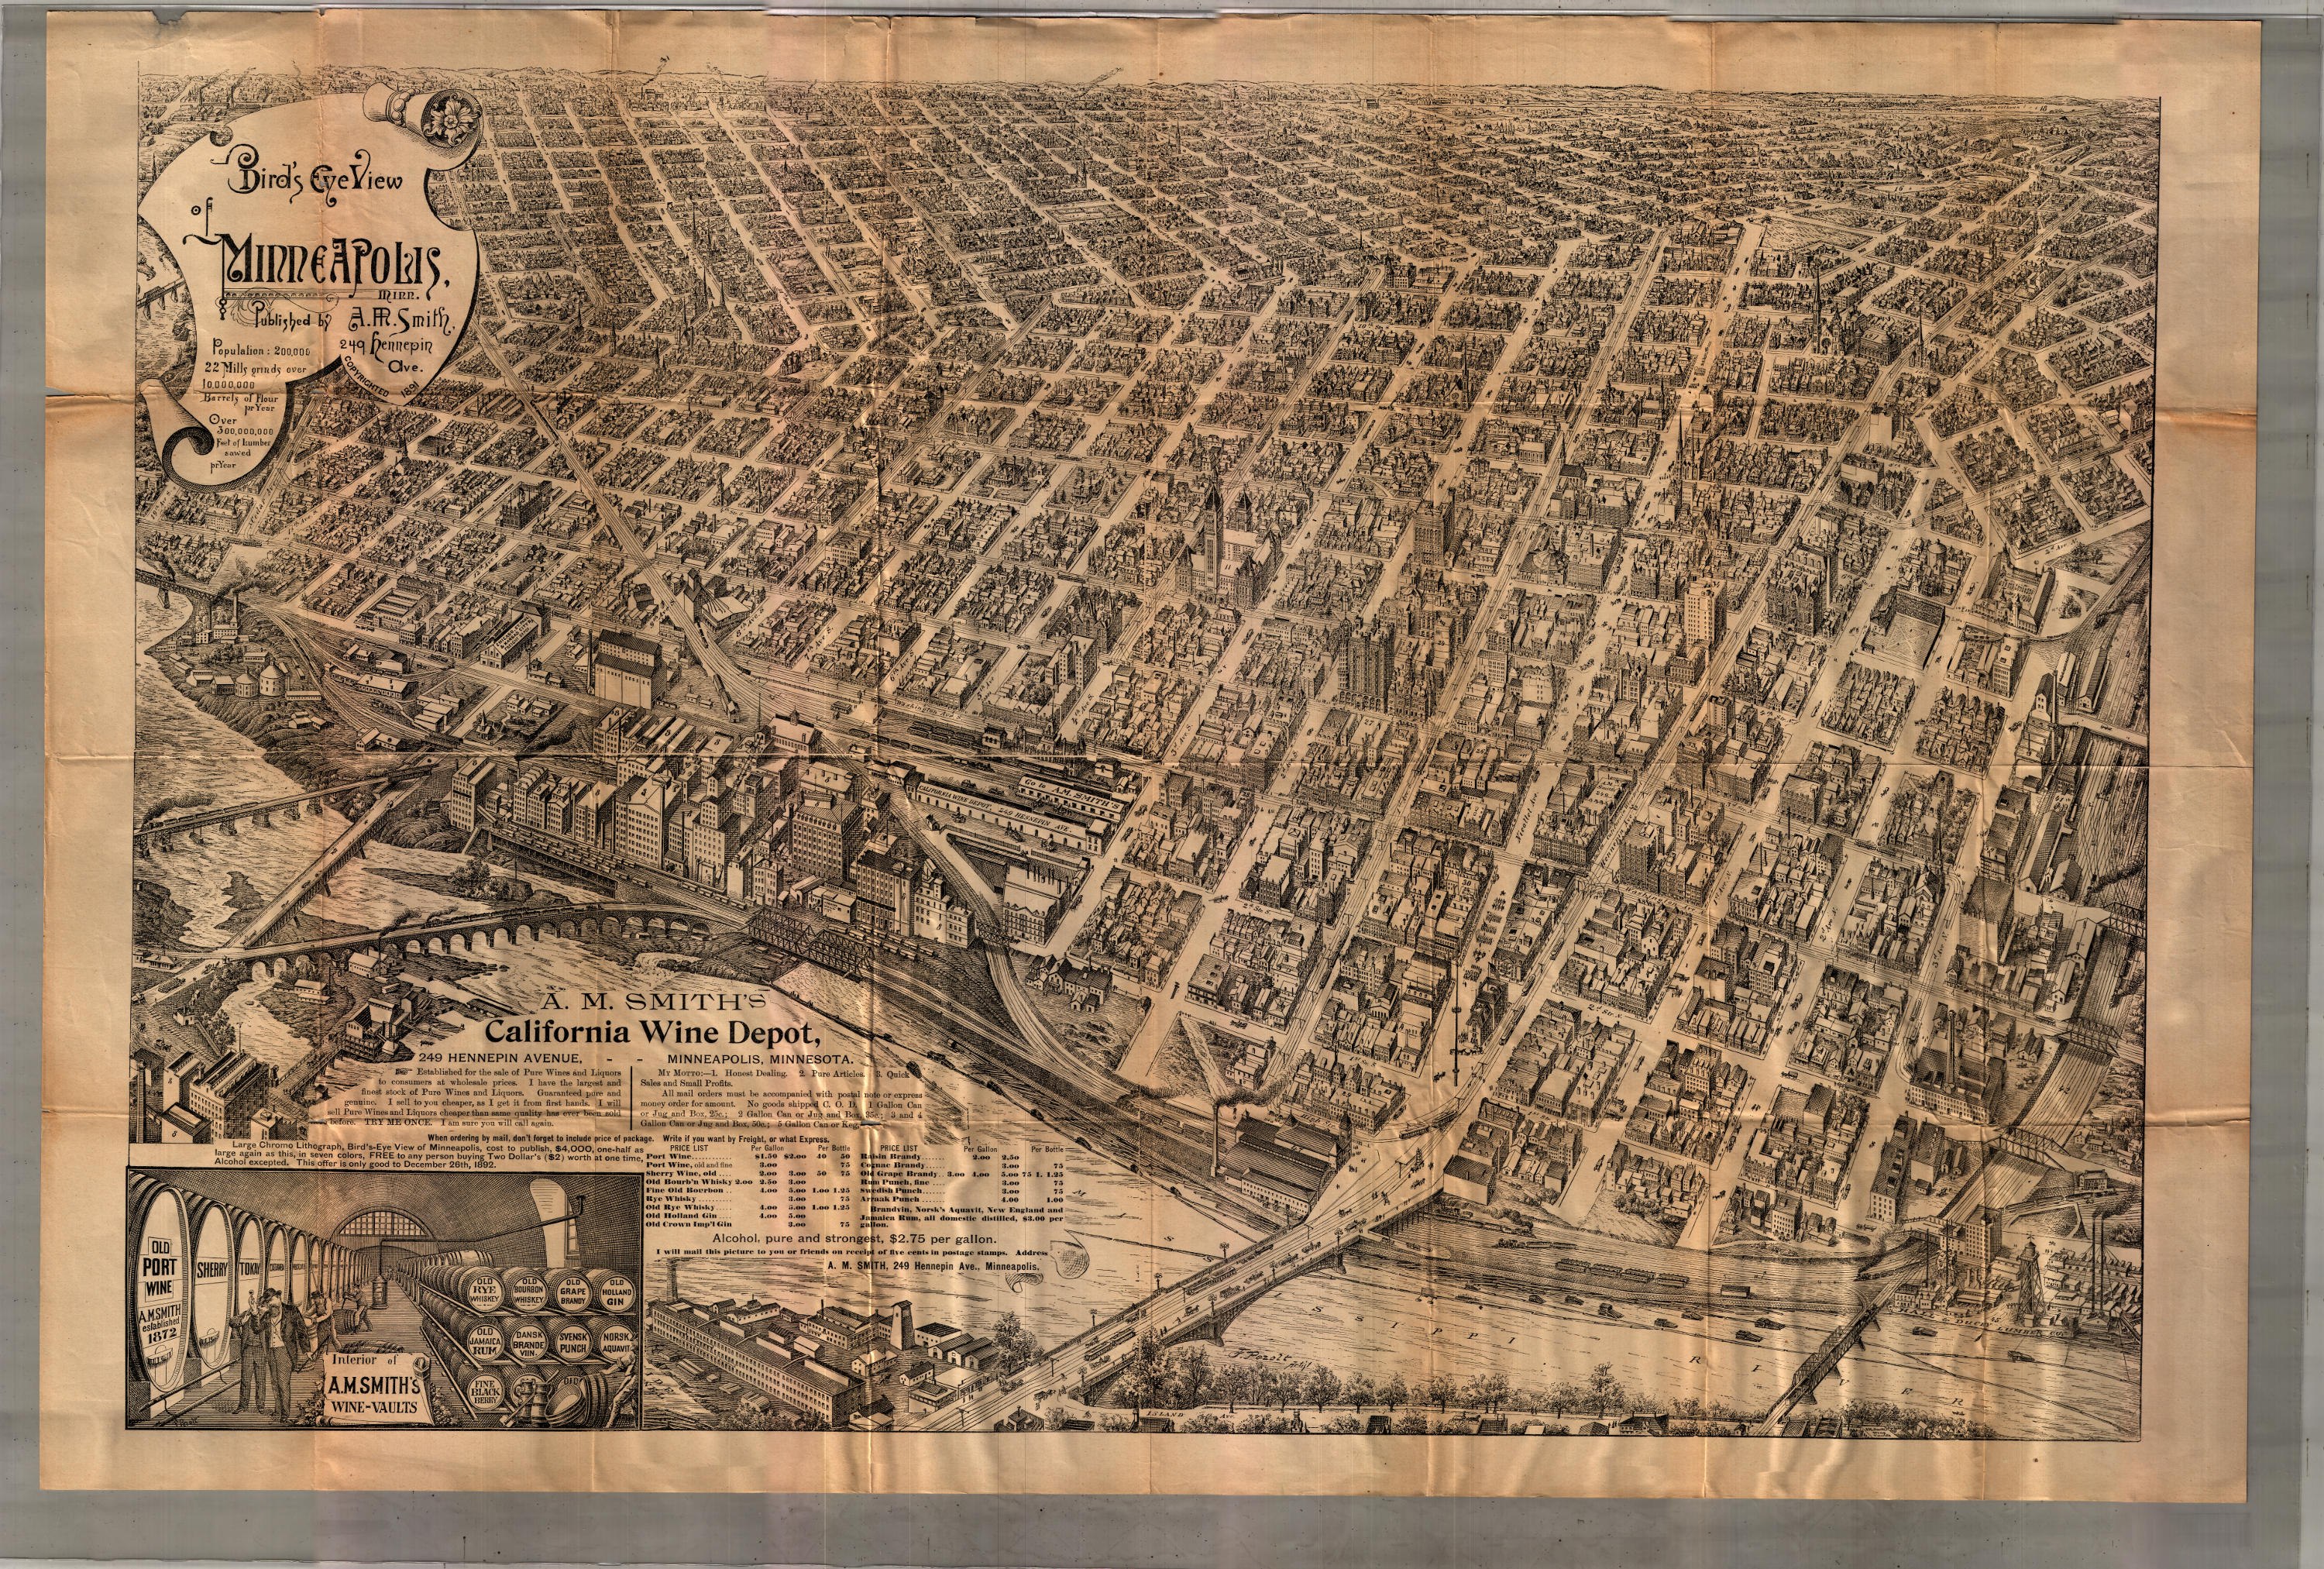 Bird's Eye View
of
MINNEAPOLIS,
MINN.
Published by A. M. Smith,
249 Hennepin
Ave.
COPYRIGHTED 1891
Population: 200,000
22 Mills grinds over
10,000,000
Barrels of Flour
pr Year
Over
300,000,000
Feet of Lumber
sawed
pr Year
CALIFORNIA WINE DEPOT, 249 HENNEPIN AVE.
Go to A.M. SMITH'S
A. M. SMITH'S
California Wine Depot,
249 HENNEPIN AVENUE, - - MINNEAPOLIS, MINNESOTA.
Established for the sale of Pure Wines and Liquors
to consumers at wholesale prices. I have the largest and
finest stock of Pure Wines and Liquors. Guaranteed pure and
genuine. I sell to you cheaper, as I get it from first hands. I will
sell Pure Wines and Liquors cheaper than same quality has ever been sold
before. TRY ME ONCE. I am sure you will call again.
MY MOTTO:—1. Honest Dealing. 2. Pure Articles. 3. Quick
Sales and Small Profits.
All mail orders must be accompanied with postal note or express
money order for amount. No goods shipped C. O. D. 1 Gallon Can
or Jug and Box, 25c.; 2 Gallon Can or Jug and Box, 35c.; 3 and 4
Gallon Can or Jug and Box, 50c.; 5 Gallon Can or Keg
When ordering by mail, don't forget to include price of package. Write if you want by Freight, or what Express.
Large Chromo Lithograph, Bird's-Eye View of Minneapolis, cost to publish, $4,000, one-half as
large again as this, in seven colors, FREE to any person buying Two Dollar's ($2) worth at one time,
Alcohol excepted. This offer is only good to December 26th, 1892.
PRICE LIST Per Gallon Per Bottle
Port Wine $1.50 $2.00 40 50
Port Wine, old and fine 3.00 75
Sherry Wine, old 2.00 3.00 50 75
Old Bourb'n Whisky 2.00 2.50 3.00
Fine Old Bourbon 4.00 5.00 1.00 1.25
Rye Whisky 3.00 75
Old Rye Whisky 4.00 5.00 1.00 1.25
Old Holland Gin 4.00 5.00
Old Crown Imp'l Gin 3.00 75
PRICE LIST Per Gallon Per Bottle
Raisin Brandy 2.00 2.50
Cognac Brandy 3.00 75
Old Grape Brandy 3.00 4.00 5.00 75 1. 1.25
Rum Punch, fine 3.00 75
Swedish Punch 3.00 75
Arrak Punch 4.00 1.00
Brandvin, Norsk's Aquavit, New England and
Jamaica Rum, all domestic distilled, $3.00 per
gallon.
Alcohol, pure and strongest, $2.75 per gallon.
I will mail this picture to you or friends on receipt of five cents in postage stamps. Address
A. M. SMITH, 249 Hennepin Ave., Minneapolis.
OLD
PORT
WINE
A.M. SMITH
established
1872
SHERRY
TOKAY
OLD
RYE
WHISKEY
OLD
BOURBON
WHISKEY
OLD
GRAPE
BRANDY
OLD
HOLLAND
GIN
OLD
JAMAICA
RUM
DANSK
BRANDE
VIIN.
SVENSK
PUNCH
NORSK
AQUAVIT
FINE
BLACK
BERRY
OLD
Interior of
A.M. SMITH'S
WINE-VAULTS
M I S S I S S I P P I R I V E R
ISLAND